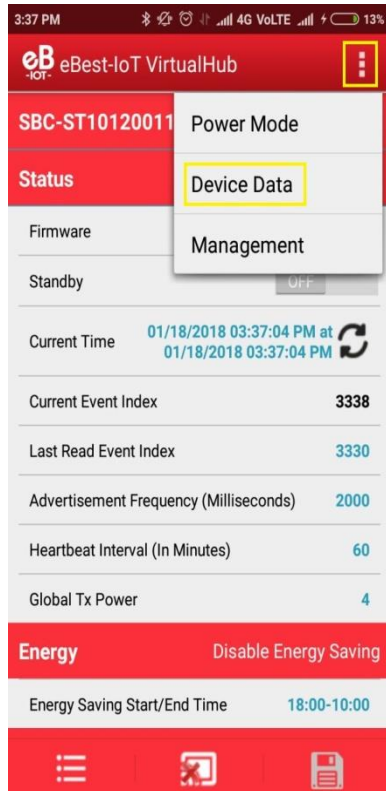 3:37 PM 4G VoLTE 13%
eB
-IOT-
eBest-IoT VirtualHub
SBC-ST10120011
Power Mode
Status
Device Data
Firmware
Management
Standby
OFF
Current Time
01/18/2018 03:37:04 PM at
01/18/2018 03:37:04 PM
Current Event Index 3338
Last Read Event Index 3330
Advertisement Frequency (Milliseconds) 2000
Heartbeat Interval (In Minutes) 60
Global Tx Power 4
Energy Disable Energy Saving
Energy Saving Start/End Time 18:00-10:00